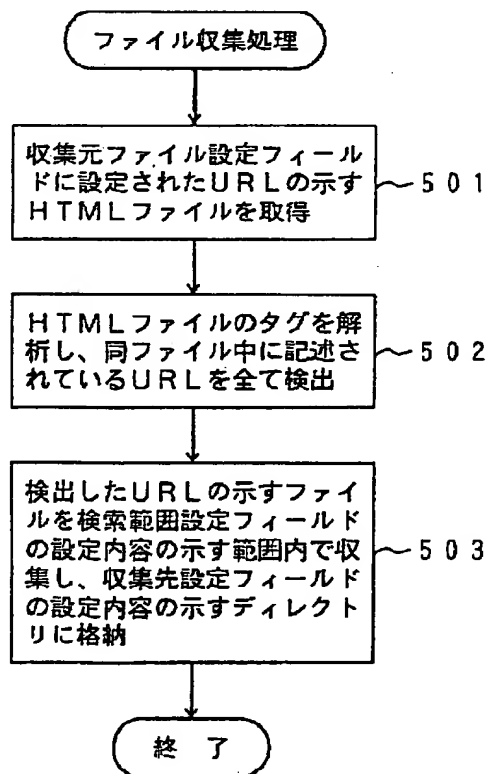 ファイル収集処理
収集元ファイル設定フィール
ドに設定されたURLの示す
HTMLファイルを取得
501
HTMLファイルのタグを解
析し、同ファイル中に記述さ
れているURLを全て検出
502
検出したURLの示すファイ
ルを検索範囲設定フィールド
の設定内容の示す範囲内で収
集し、収集先設定フィールド
の設定内容の示すディレクト
リに格納
503
終 了